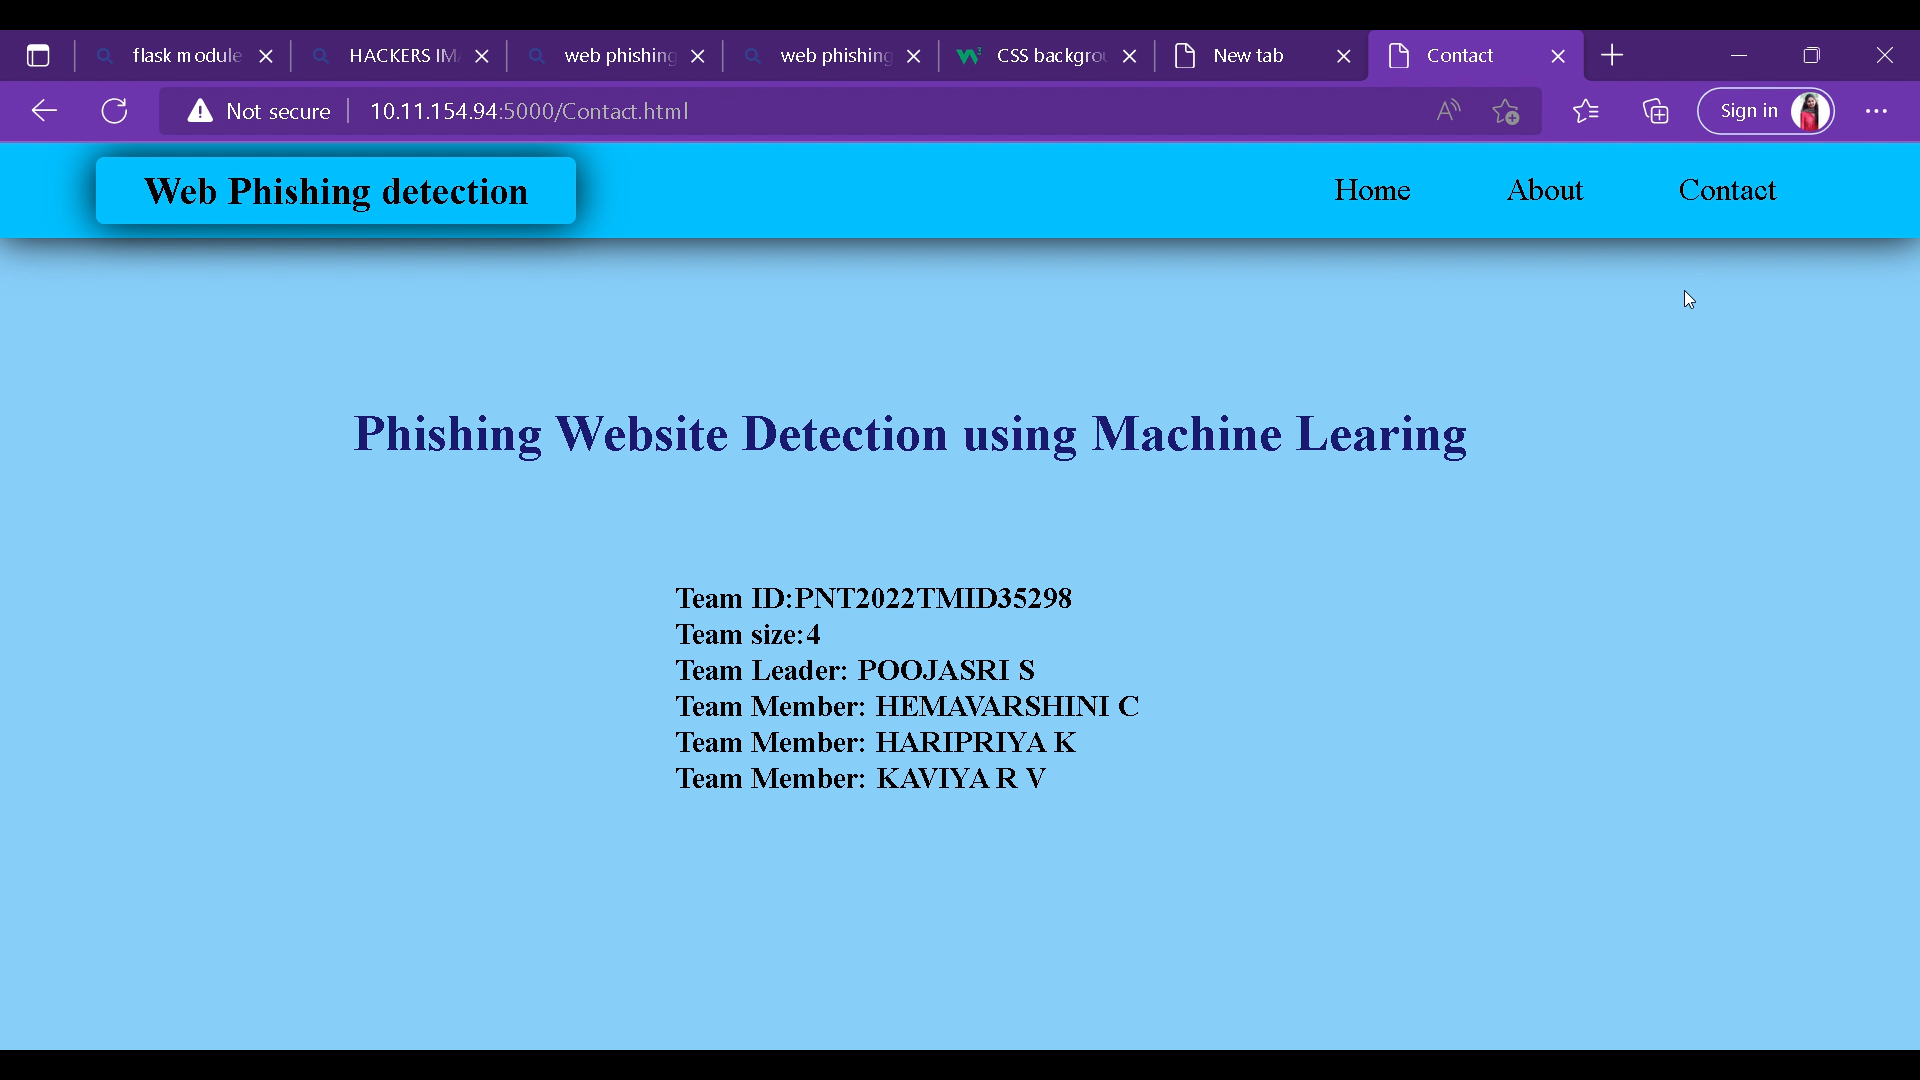 flask module
HACKERS IM
web phishing
web phishing
CSS backgrou
New tab
Contact
Not secure
10.11.154.94:5000/Contact.html
Sign in
Web Phishing detection
Home
About
Contact
Phishing Website Detection using Machine Learing
Team ID:PNT2022TMID35298
Team size:4
Team Leader: POOJASRI S
Team Member: HEMAVARSHINI C
Team Member: HARIPRIYA K
Team Member: KAVIYA R V